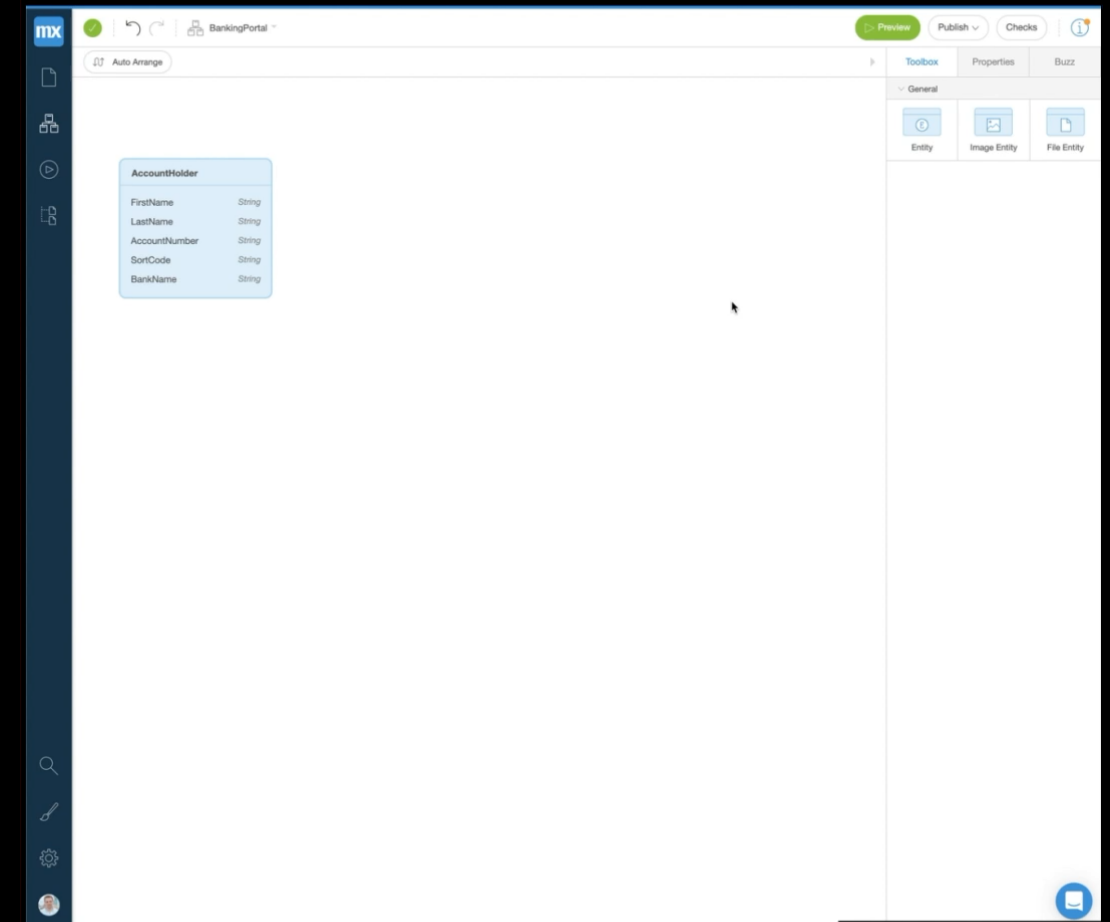 mx
BankingPortal
Preview
Publish
Checks
Auto Arrange
Toolbox
Properties
Buzz
General
Entity
Image Entity
File Entity
AccountHolder
FirstName String
LastName String
AccountNumber String
SortCode String
BankName String